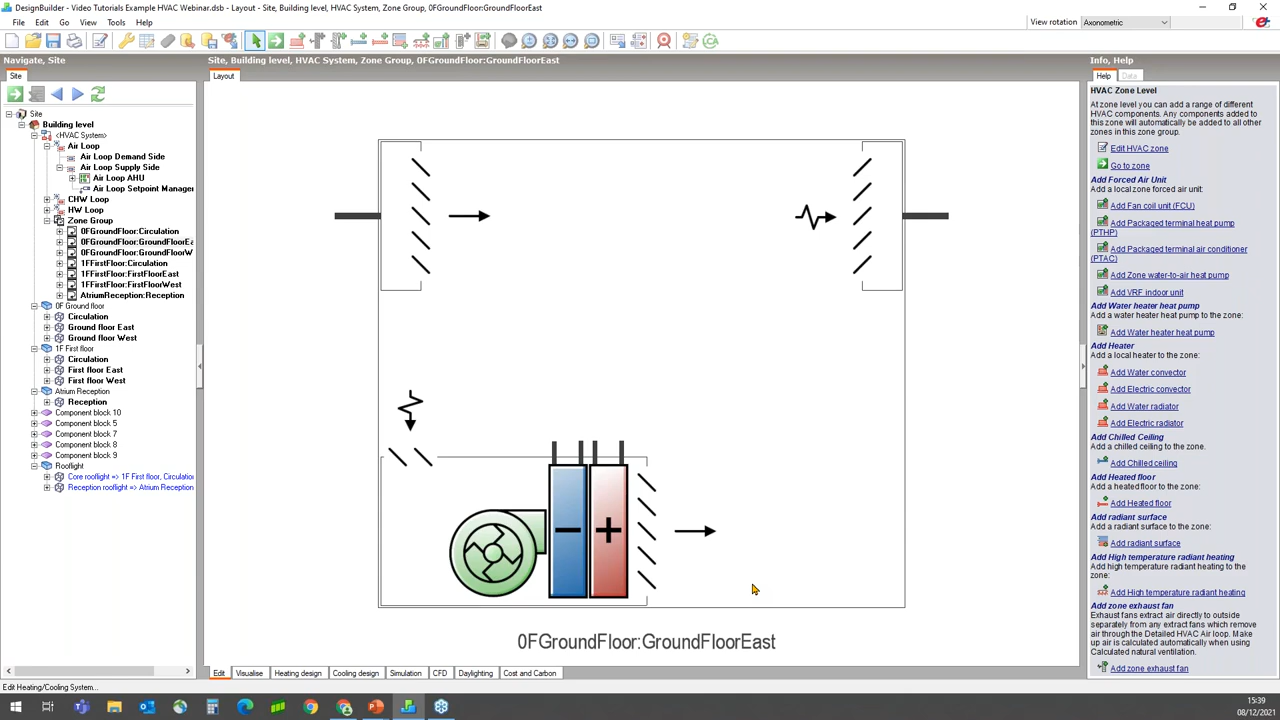 DesignBuilder - Video Tutorials Example HVAC Webinar.dsb - Layout - Site, Building level, HVAC System, Zone Group, 0FGroundFloor:GroundFloorEast
File Edit Go View Tools Help
View rotation Axonometric
Navigate, Site
Site, Building level, HVAC System, Zone Group, 0FGroundFloor:GroundFloorEast
Info, Help
Site
Layout
Help Data
Site
Building level
<HVAC System>
Air Loop
Air Loop Demand Side
Air Loop Supply Side
Air Loop AHU
Air Loop Setpoint Manager
CHW Loop
HW Loop
Zone Group
0FGroundFloor:Circulation
0FGroundFloor:GroundFloorEa
0FGroundFloor:GroundFloorW
1FFirstFloor:Circulation
1FFirstFloor:FirstFloorEast
1FFirstFloor:FirstFloorWest
AtriumReception:Reception
0F Ground floor
Circulation
Ground floor East
Ground floor West
1F First floor
Circulation
First floor East
First floor West
Atrium Reception
Reception
Component block 10
Component block 5
Component block 7
Component block 8
Component block 9
Rooflight
Core rooflight => 1F First floor, Circulatio
Reception rooflight => Atrium Reception
0FGroundFloor:GroundFloorEast
HVAC Zone Level
At zone level you can add a range of different
HVAC components. Any components added to
this zone will automatically be added to all other
zones in this zone group.
Edit HVAC zone
Go to zone
Add Forced Air Unit
Add a local zone forced air unit:
Add Fan coil unit (FCU)
Add Packaged terminal heat pump
(PTHP)
Add Packaged terminal air conditioner
(PTAC)
Add Zone water-to-air heat pump
Add VRF indoor unit
Add Water heater heat pump
Add a water heater heat pump to the zone:
Add Water heater heat pump
Add Heater
Add a local heater to the zone:
Add Water convector
Add Electric convector
Add Water radiator
Add Electric radiator
Add Chilled Ceiling
Add a chilled ceiling to the zone.
Add Chilled ceiling
Add Heated floor
Add a heated floor to the zone:
Add Heated floor
Add radiant surface
Add a radiant surface to the zone:
Add radiant surface
Add High temperature radiant heating
Add high temperature radiant heating to the
zone:
Add High temperature radiant heating
Add zone exhaust fan
Exhaust fans extract air directly to outside
separately from any extract fans which remove
air through the Detailed HVAC Air loop. Make
up air is calculated automatically when using
Calculated natural ventilation.
Add zone exhaust fan
Edit Visualise Heating design Cooling design Simulation CFD Daylighting Cost and Carbon
Edit Heating/Cooling System...
15:39
08/12/2021